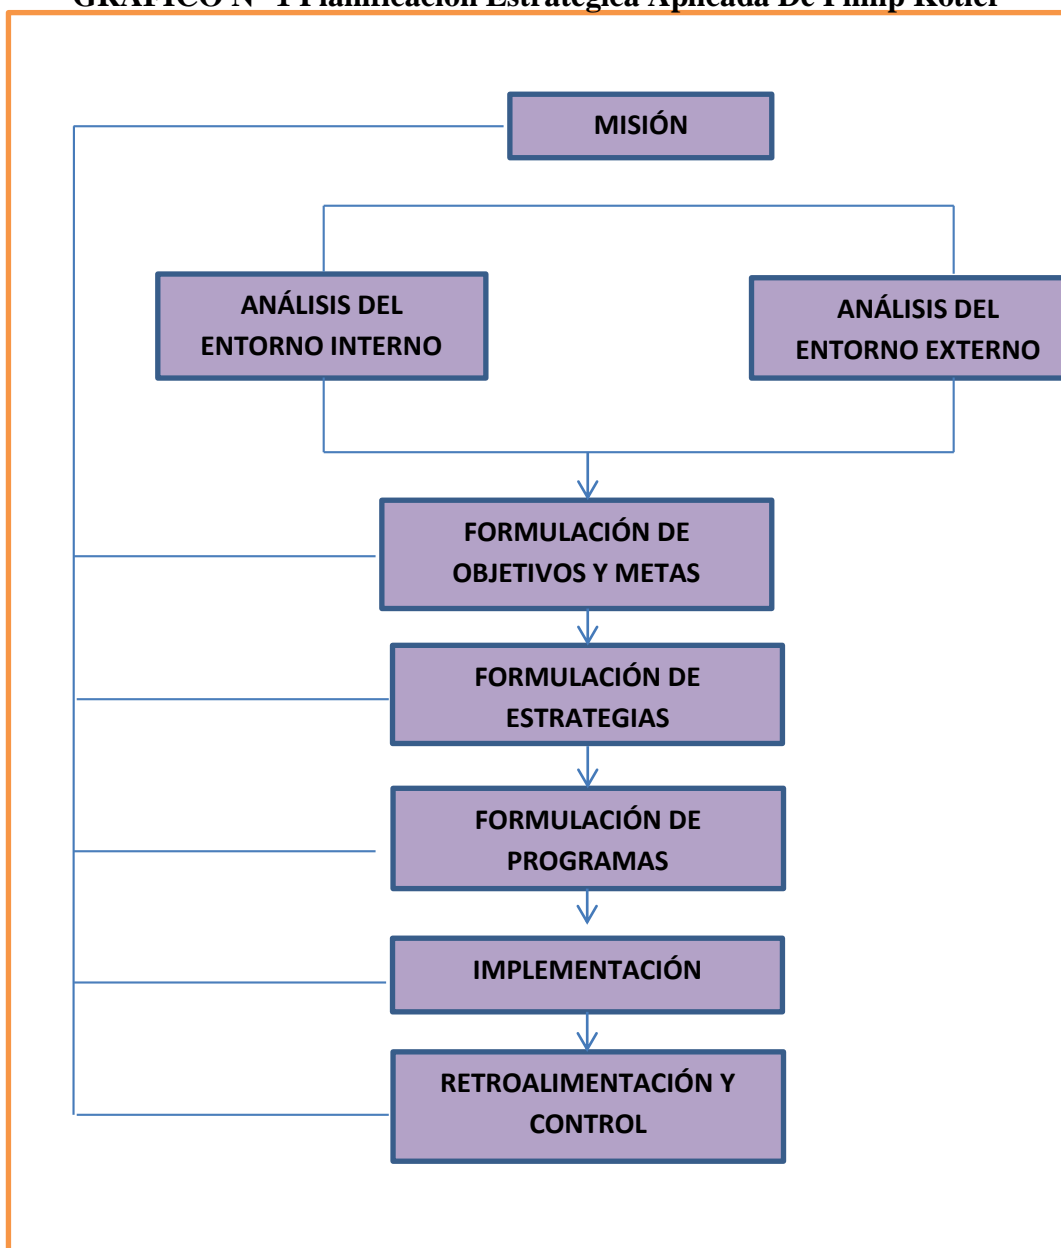 GRÁFICO N° 1 Planificación Estratégica Aplicada De Philip Kotler
MISIÓN
ANÁLISIS DEL
ENTORNO INTERNO
ANÁLISIS DEL
ENTORNO EXTERNO
FORMULACIÓN DE
OBJETIVOS Y METAS
FORMULACIÓN DE
ESTRATEGIAS
FORMULACIÓN DE
PROGRAMAS
IMPLEMENTACIÓN
RETROALIMENTACIÓN Y
CONTROL